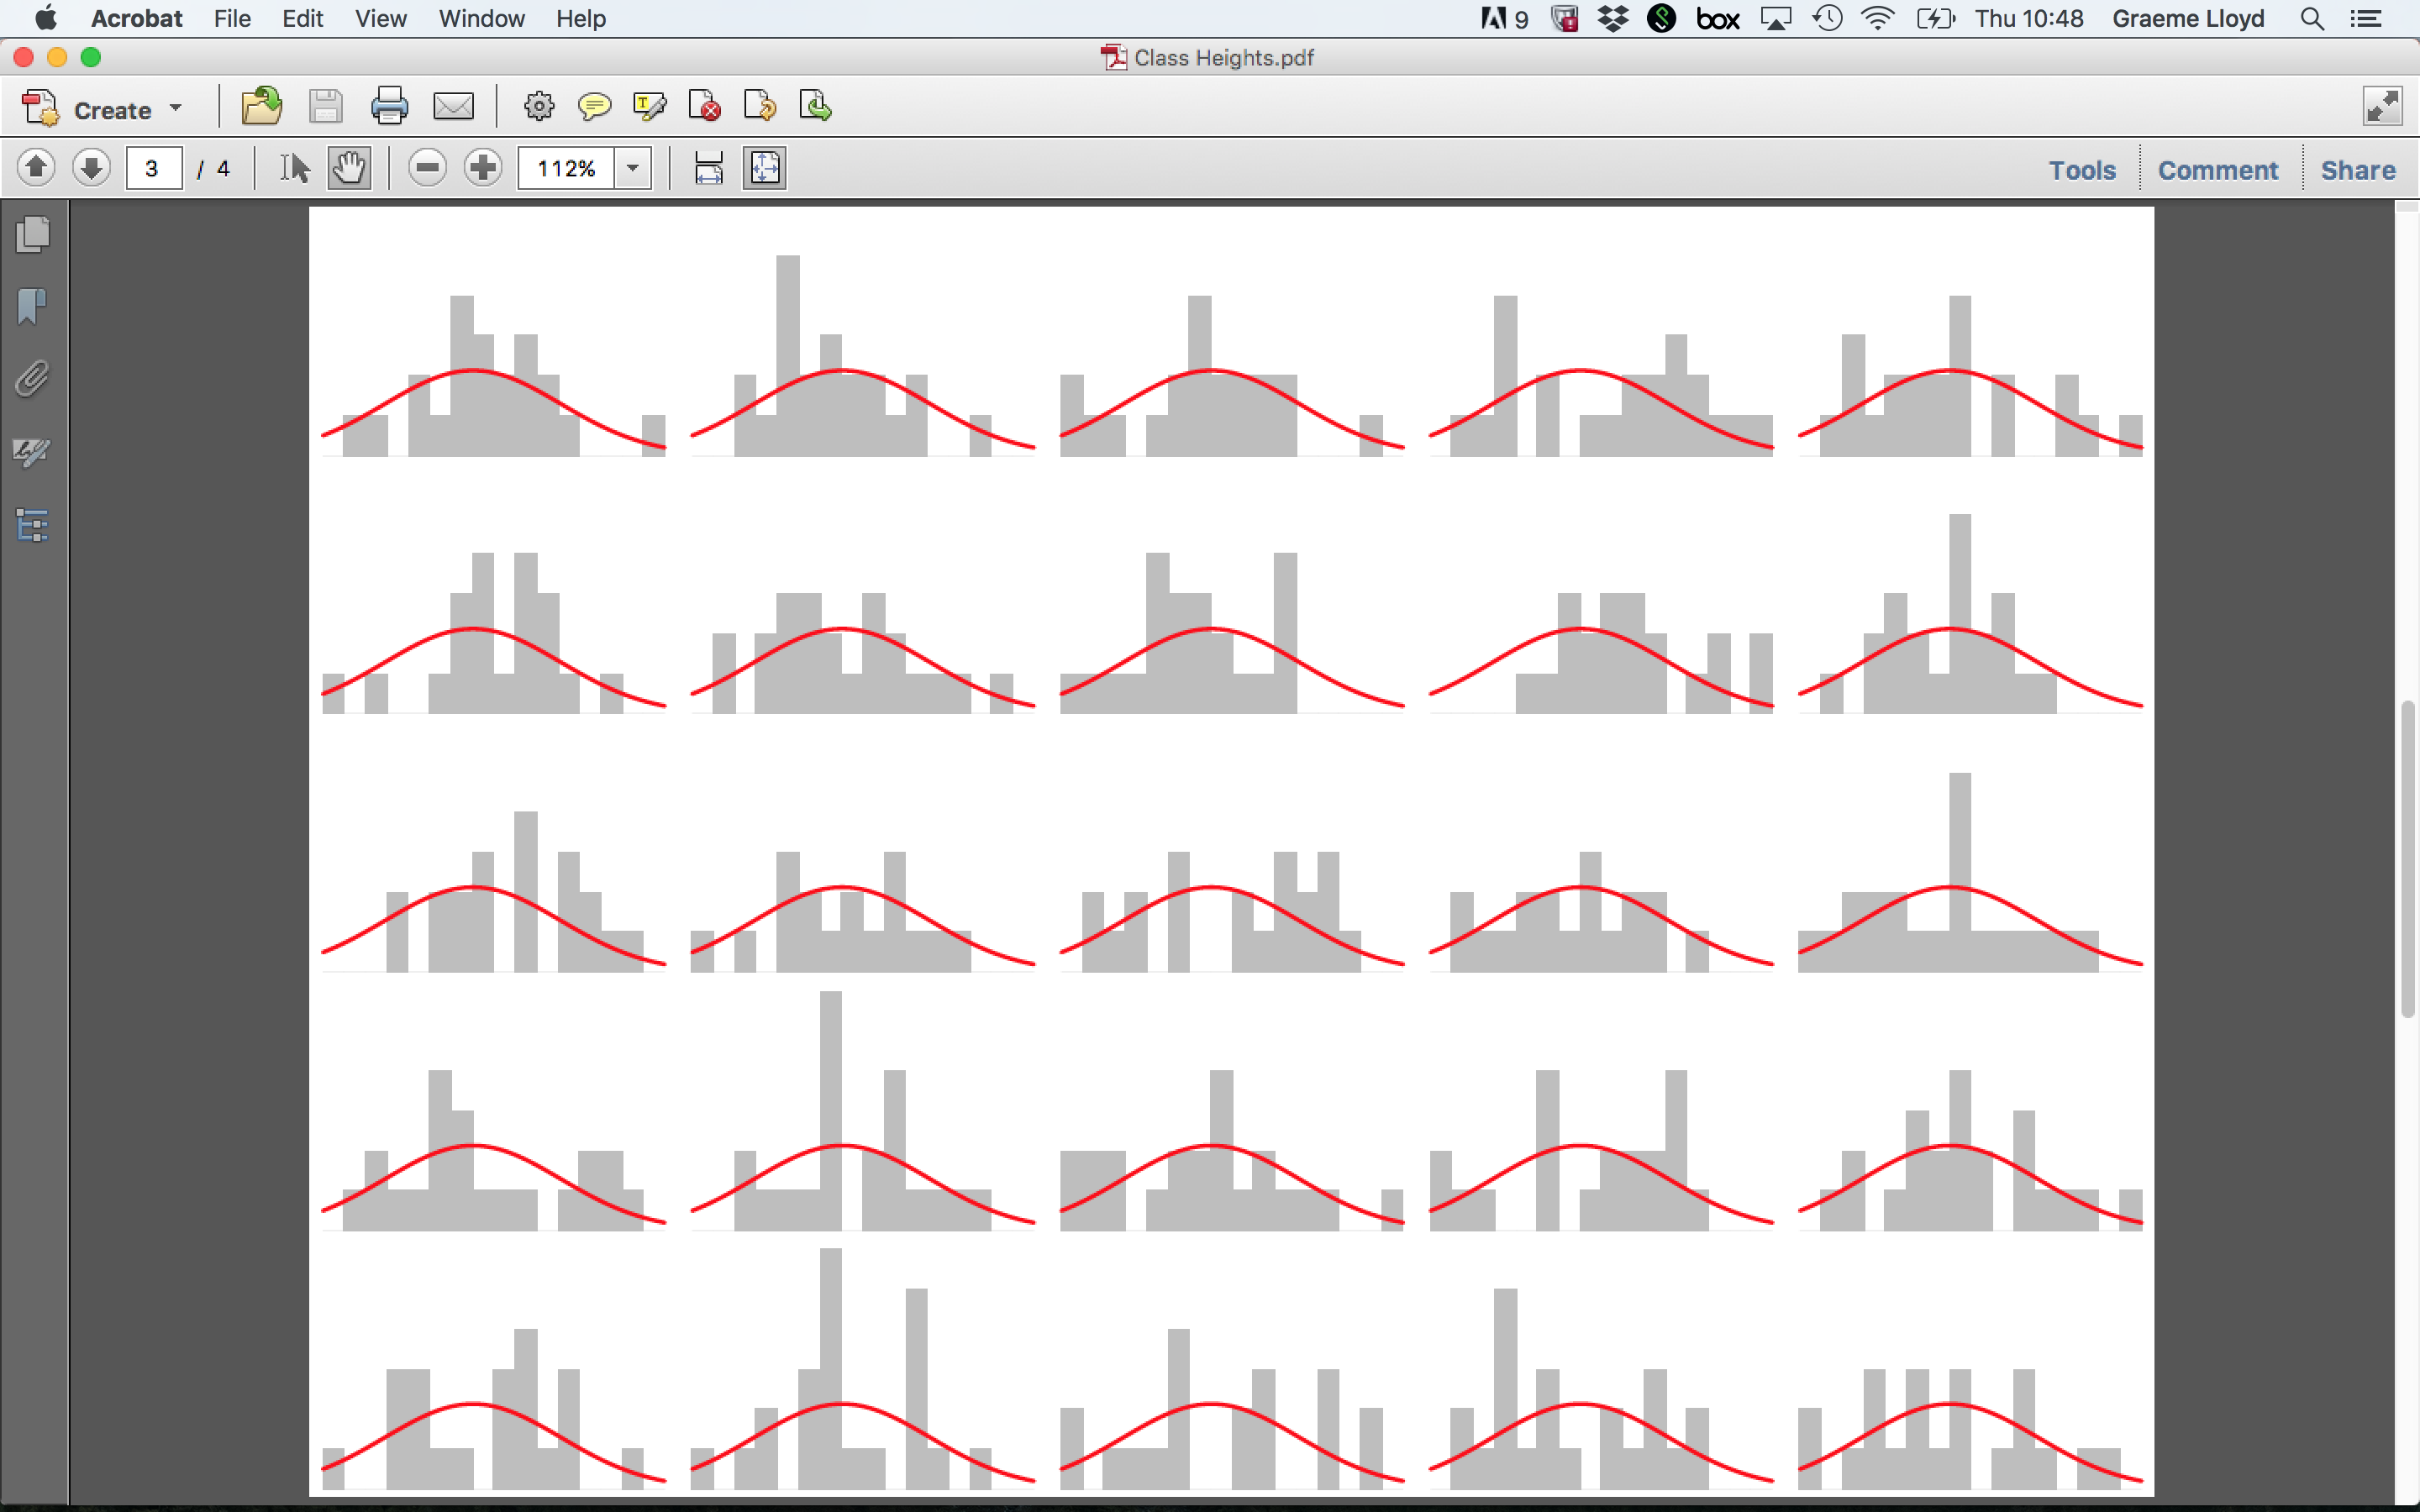 Acrobat File Edit View Window Help 9 box Thu 10:48 Graeme Lloyd
Class Heights.pdf
Create
3 / 4 112% Tools Comment Share